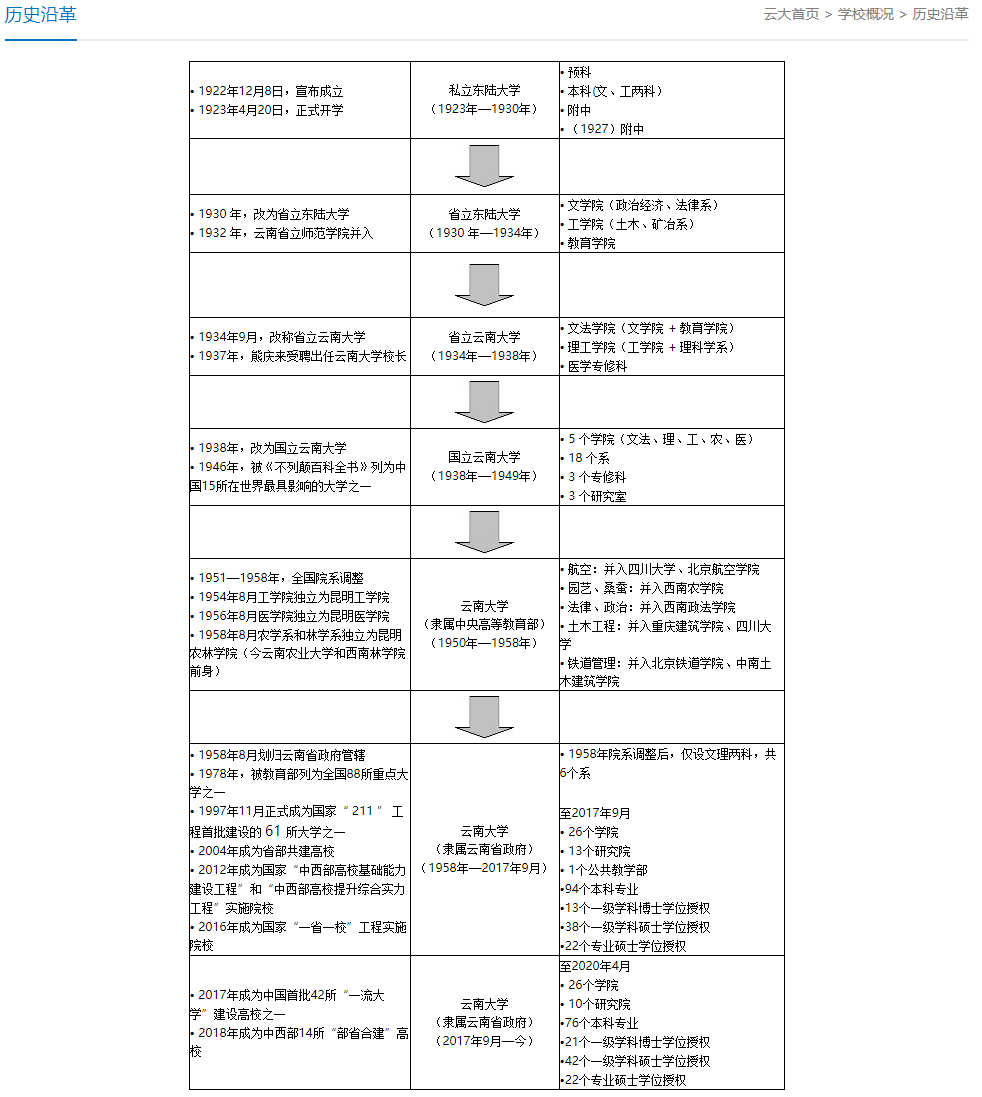 历史沿革
云大首页 > 学校概况 > 历史沿革
• 1922年12月8日，宣布成立
• 1923年4月20日，正式开学
私立东陆大学
（1923年—1930年）
• 预科
• 本科(文、工两科）
• 附中
• （1927）附中
• 1930 年，改为省立东陆大学
• 1932 年，云南省立师范学院并入
省立东陆大学
（1930 年—1934年）
• 文学院（政治经济、法律系）
• 工学院（土木、矿冶系）
• 教育学院
• 1934年9月，改称省立云南大学
• 1937年，熊庆来受聘出任云南大学校长
省立云南大学
（1934年—1938年）
• 文法学院（文学院 + 教育学院）
• 理工学院（工学院 + 理科学系）
• 医学专修科
• 1938年，改为国立云南大学
• 1946年，被《不列颠百科全书》列为中
国15所在世界最具影响的大学之一
国立云南大学
（1938年—1949年）
• 5 个学院（文法、理、工、农、医）
• 18 个系
• 3 个专修科
• 3 个研究室
• 1951—1958年，全国院系调整
• 1954年8月工学院独立为昆明工学院
• 1956年8月医学院独立为昆明医学院
• 1958年8月农学系和林学系独立为昆明
农林学院（今云南农业大学和西南林学院
前身）
云南大学
（隶属中央高等教育部）
（1950年—1958年）
• 航空：并入四川大学、北京航空学院
• 园艺、桑蚕：并入西南农学院
• 法律、政治：并入西南政法学院
• 土木工程：并入重庆建筑学院、四川大
学
• 铁道管理：并入北京铁道学院、中南土
木建筑学院
• 1958年8月划归云南省政府管辖
• 1978年，被教育部列为全国88所重点大
学之一
• 1997年11月正式成为国家“ 211 ” 工
程首批建设的 61 所大学之一
• 2004年成为省部共建高校
• 2012年成为国家“中西部高校基础能力
建设工程”和“中西部高校提升综合实力
工程”实施院校
• 2016年成为国家“一省一校”工程实施
院校
云南大学
（隶属云南省政府）
（1958年—2017年9月）
• 1958年院系调整后，仅设文理两科，共
6个系
至2017年9月
• 26个学院
• 13个研究院
• 1个公共教学部
•94个本科专业
•13个一级学科博士学位授权
•38个一级学科硕士学位授权
•22个专业硕士学位授权
• 2017年成为中国首批42所“一流大
学”建设高校之一
• 2018年成为中西部14所“部省合建”高
校
云南大学
（隶属云南省政府）
（2017年9月—今）
至2020年4月
• 26个学院
• 10个研究院
•76个本科专业
•21个一级学科博士学位授权
•42个一级学科硕士学位授权
•22个专业硕士学位授权